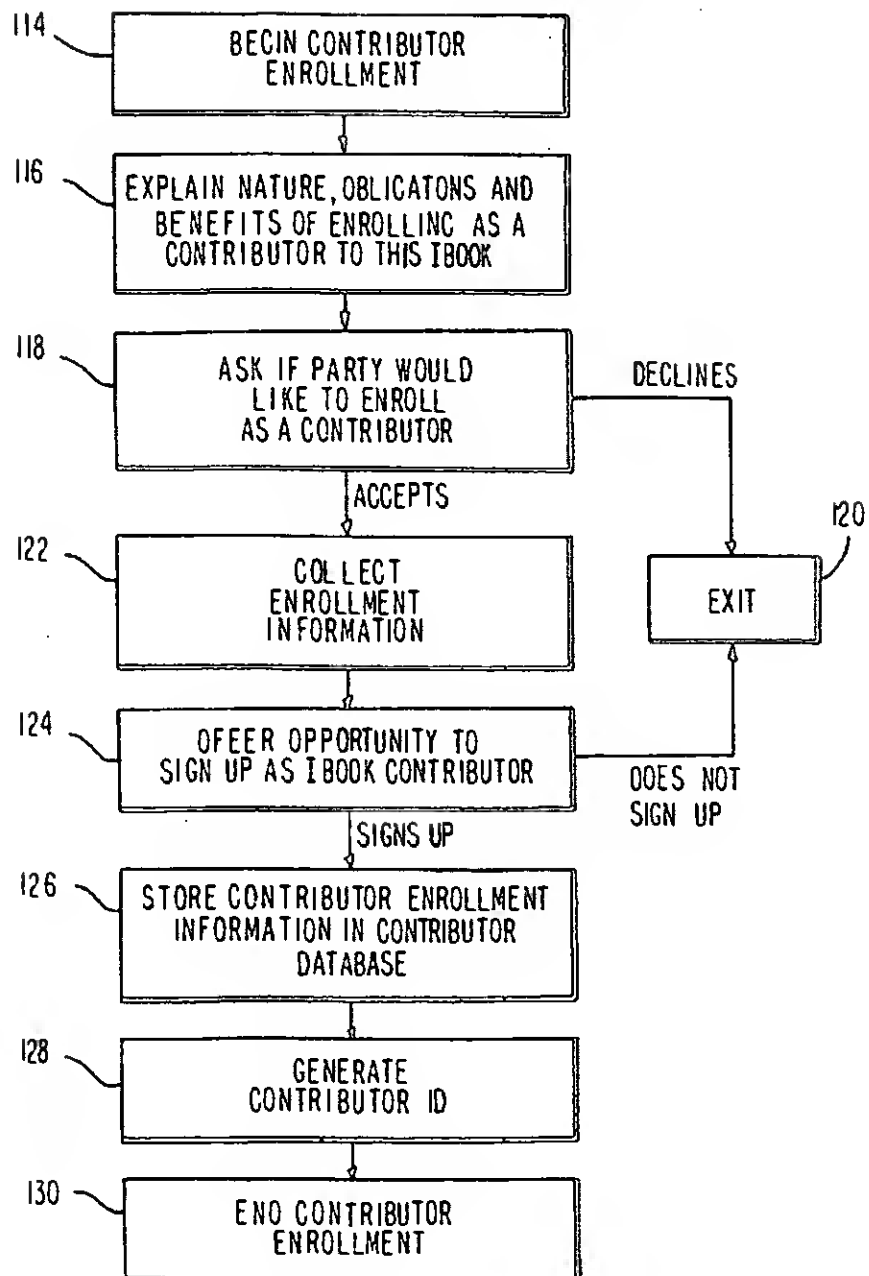 114
BEGIN CONTRIBUTOR
ENROLLMENT
116
EXPLAIN NATURE, OBLICATONS AND
BENEFITS OF ENROLLING AS A
CONTRIBUTOR TO THIS IBOOK
118
ASK IF PARTY WOULD
LIKE TO ENROLL
AS A CONTRIBUTOR
DECLINES
ACCEPTS
120
EXIT
122
COLLECT
ENROLLMENT
INFORMATION
124
OFEER OPPORTUNITY TO
SIGN UP AS IBOOK CONTRIBUTOR
DOES NOT
SIGN UP
SIGNS UP
126
STORE CONTRIBUTOR ENROLLMENT
INFORMATION IN CONTRIBUTOR
DATABASE
128
GENERATE
CONTRIBUTOR ID
130
END CONTRIBUTOR
ENROLLMENT